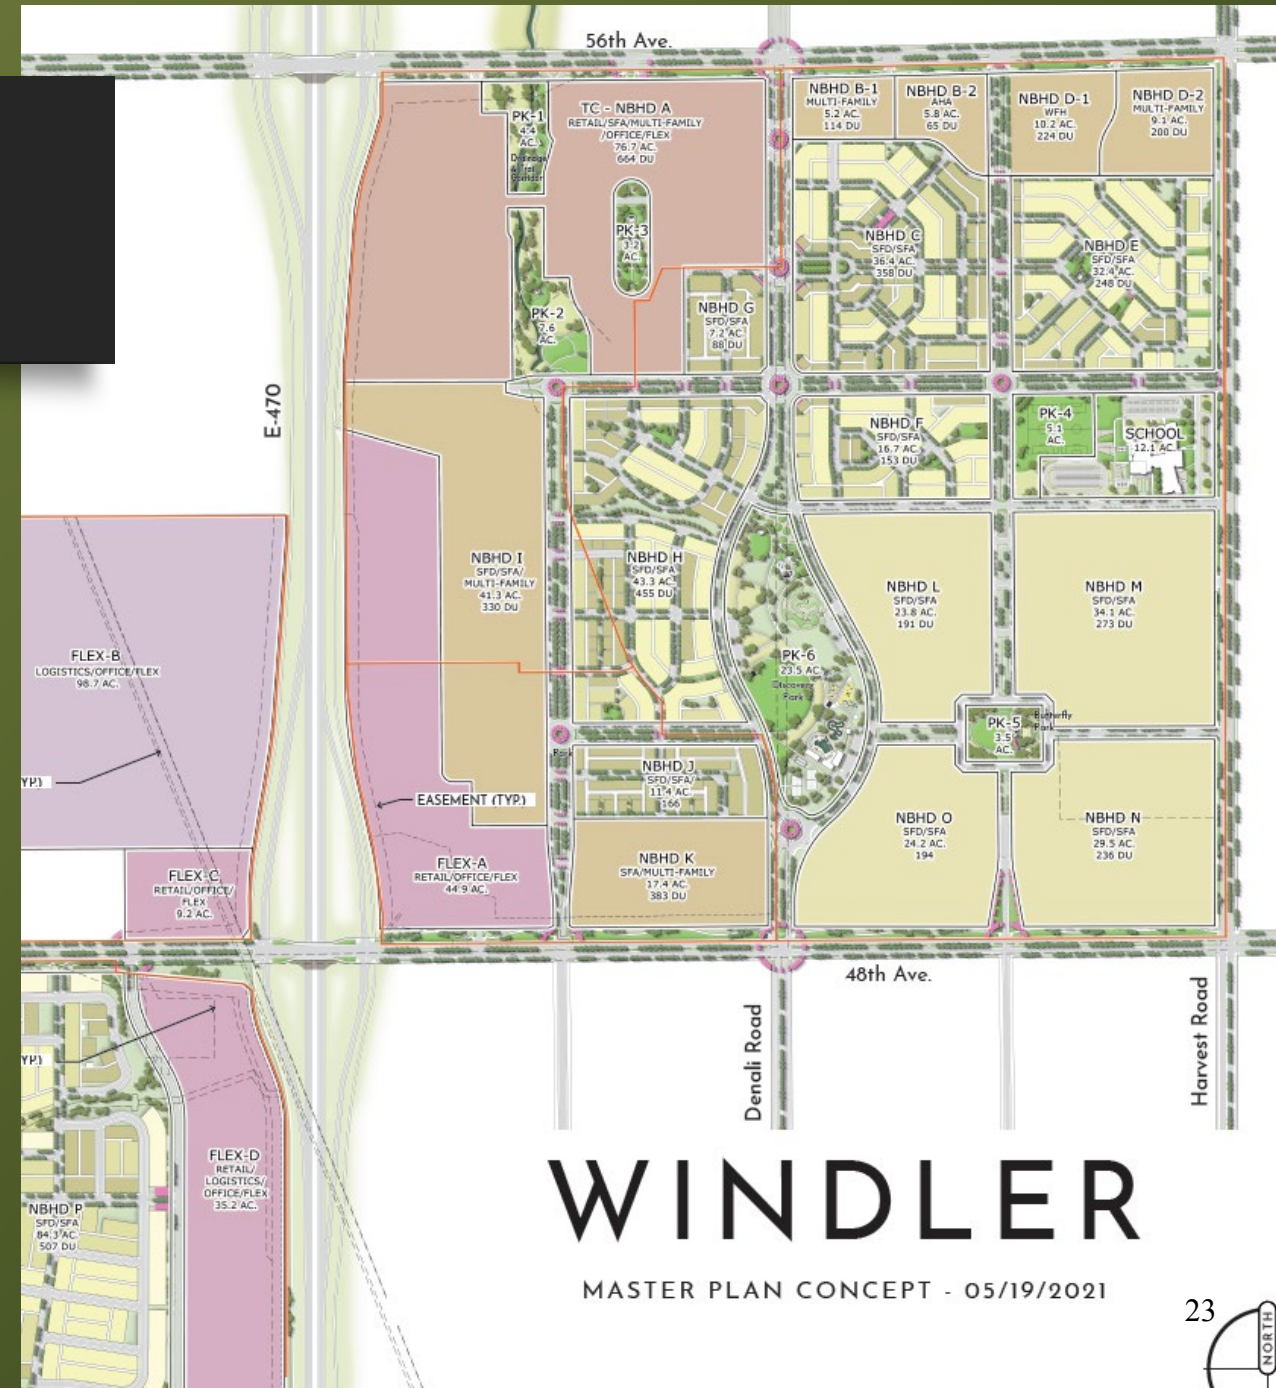 56th Ave.
PK-1
4.4
AC.
Drainage
& Trail
Corridor
TC - NBHD A
RETAIL/SFA/MULTI-FAMILY
/OFFICE/FLEX
76.7 AC.
664 DU
NBHD B-1
MULTI-FAMILY
5.2 AC.
114 DU
NBHD B-2
AHA
5.8 AC.
65 DU
NBHD D-1
WFH
10.2 AC.
224 DU
NBHD D-2
MULTI-FAMILY
9.1 AC.
200 DU
PK-3
3.2
AC.
NBHD C
SFD/SFA
36.4 AC.
358 DU
NBHD E
SFD/SFA
32.4 AC.
248 DU
PK-2
7.6
AC.
NBHD G
SFD/SFA
7.2 AC.
88 DU
E-470
NBHD F
SFD/SFA
16.7 AC.
153 DU
PK-4
5.1
AC.
SCHOOL
12.1 AC.
NBHD I
SFD/SFA/
MULTI-FAMILY
41.3 AC.
330 DU
NBHD H
SFD/SFA
43.3 AC.
455 DU
NBHD L
SFD/SFA
23.8 AC.
191 DU
NBHD M
SFD/SFA
34.1 AC.
273 DU
FLEX-B
LOGISTICS/OFFICE/FLEX
98.7 AC.
PK-6
23.5 AC
Discovery
Park
PK-5
3.5
AC.
Butterfly
Park
Park
YP.)
EASEMENT (TYP.)
NBHD J
SFD/SFA/
11.4 AC.
166
NBHD O
SFD/SFA
24.2 AC.
194
NBHD N
SFD/SFA
29.5 AC.
236 DU
FLEX-C
RETAIL/OFFICE/
FLEX
9.2 AC.
FLEX-A
RETAIL/OFFICE/FLEX
44.9 AC.
NBHD K
SFA/MULTI-FAMILY
17.4 AC.
383 DU
48th Ave.
Denali Road
Harvest Road
YP.)
FLEX-D
RETAIL/
LOGISTICS/
OFFICE/FLEX
35.2 AC.
NBHD P
SFD/SFA
84.3 AC.
507 DU
WINDLER
MASTER PLAN CONCEPT - 05/19/2021
23
NORTH